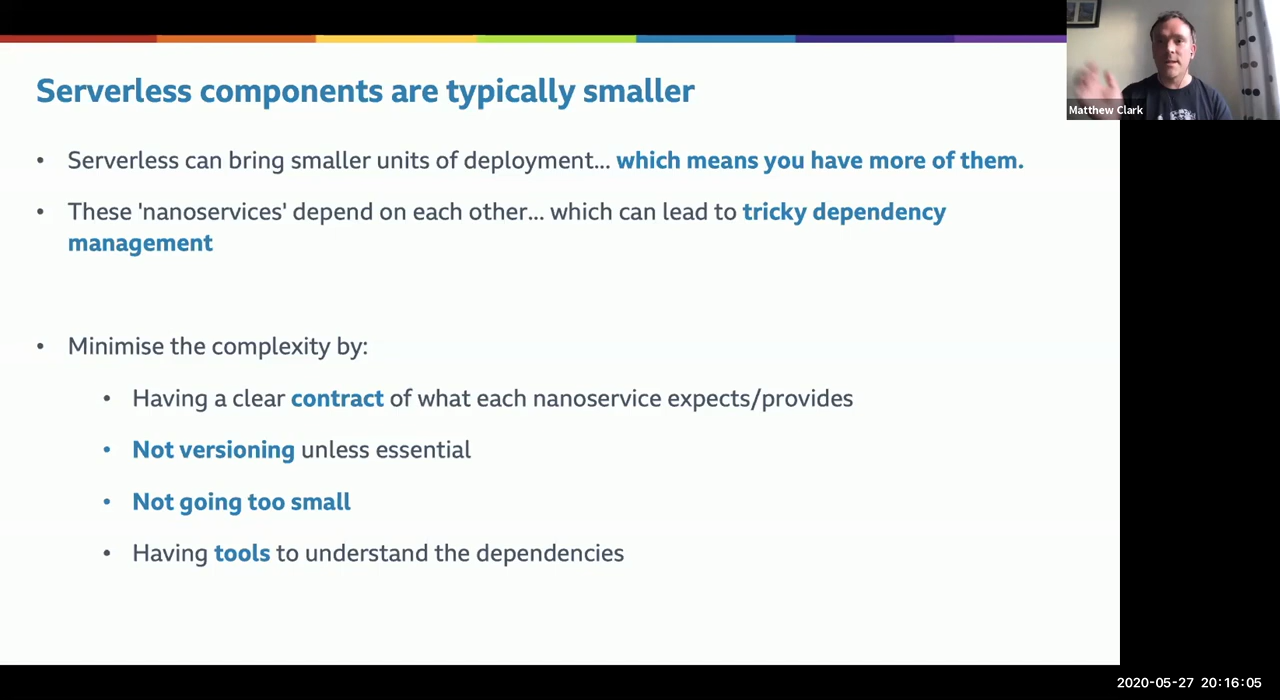 Serverless components are typically smaller
Matthew Clark
• Serverless can bring smaller units of deployment... which means you have more of them.
• These 'nanoservices' depend on each other... which can lead to tricky dependency
management
• Minimise the complexity by:
• Having a clear contract of what each nanoservice expects/provides
• Not versioning unless essential
• Not going too small
• Having tools to understand the dependencies
2020-05-27 20:16:05